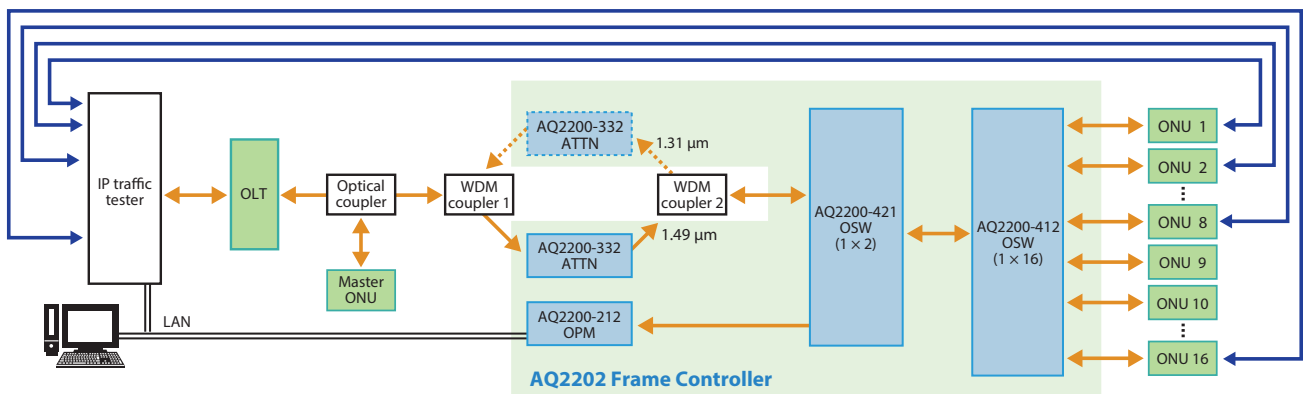 IP traffic
tester
OLT
Optical
coupler
Master
ONU
WDM
coupler 1
AQ2200-332
ATTN
1.31 μm
WDM
coupler 2
AQ2200-332
ATTN
1.49 μm
AQ2200-212
OPM
AQ2200-421
OSW
(1 × 2)
AQ2200-412
OSW
(1 × 16)
ONU 1
ONU 2
ONU 8
ONU 9
ONU 10
ONU 16
LAN
AQ2202 Frame Controller